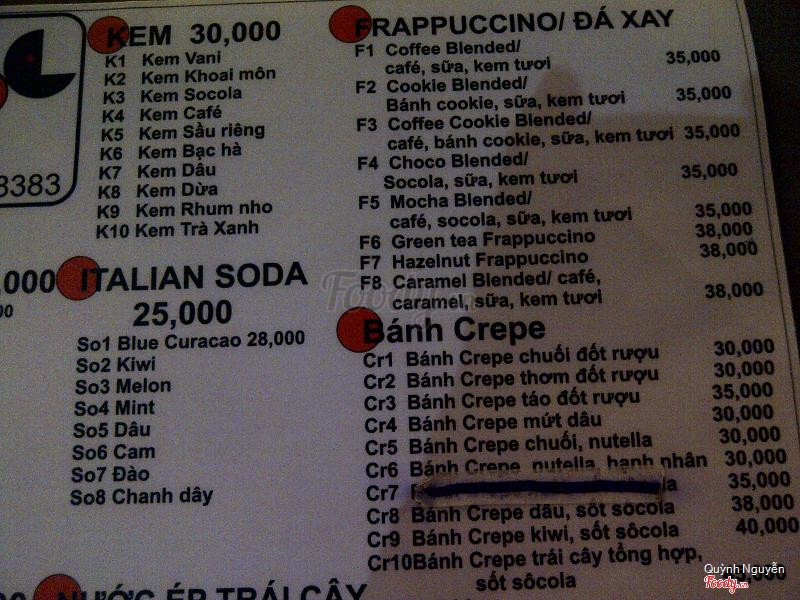 8383
,000
00
KEM 30,000
K1 Kem Vani
K2 Kem Khoai môn
K3 Kem Socola
K4 Kem Café
K5 Kem Sầu riêng
K6 Kem Bạc hà
K7 Kem Dâu
K8 Kem Dừa
K9 Kem Rhum nho
K10 Kem Trà Xanh
ITALIAN SODA
25,000
So1 Blue Curacao 28,000
So2 Kiwi
So3 Melon
So4 Mint
So5 Dâu
So6 Cam
So7 Đào
So8 Chanh dây
NƯỚC ÉP TRÁI CÂY
FRAPPUCCINO/ ĐÁ XAY
F1 Coffee Blended/
café, sữa, kem tươi 35,000
F2 Cookie Blended/
Bánh cookie, sữa, kem tươi 35,000
F3 Coffee Cookie Blended/
café, bánh cookie, sữa, kem tươi 35,000
F4 Choco Blended/
Socola, sữa, kem tươi 35,000
F5 Mocha Blended/
café, socola, sữa, kem tươi 35,000
F6 Green tea Frappuccino 38,000
F7 Hazelnut Frappuccino 38,000
F8 Caramel Blended/ café,
caramel, sữa, kem tươi 38,000
Bánh Crepe
Cr1 Bánh Crepe chuối đốt rượu 30,000
Cr2 Bánh Crepe thơm đốt rượu 30,000
Cr3 Bánh Crepe táo đốt rượu 35,000
Cr4 Bánh Crepe mứt dâu 30,000
Cr5 Bánh Crepe chuối, nutella 30,000
Cr6 Bánh Crepe, nutella, hạnh nhân 30,000
Cr7 la 35,000
Cr8 Bánh Crepe dâu, sốt sôcola 38,000
Cr9 Bánh Crepe kiwi, sốt sôcola 40,000
Cr10 Bánh Crepe trái cây tổng hợp,
sốt sôcola
Foody.vn
Quỳnh Nguyễn
Foody.vn